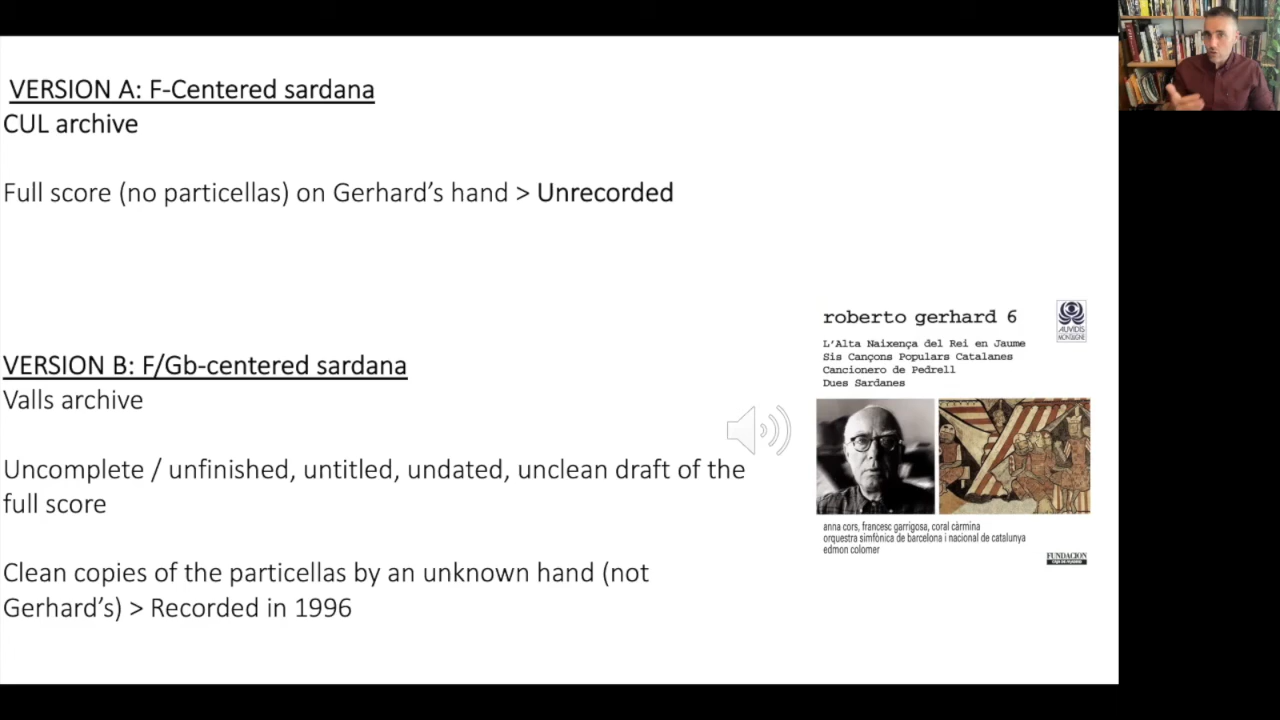 VERSION A: F-Centered sardana
CUL archive
Full score (no particellas) on Gerhard’s hand > Unrecorded
VERSION B: F/Gb-centered sardana
Valls archive
Uncomplete / unfinished, untitled, undated, unclean draft of the
full score
Clean copies of the particellas by an unknown hand (not
Gerhard’s) > Recorded in 1996
roberto gerhard 6
L'Alta Naixença del Rei en Jaume
Sis Cançons Populars Catalanes
Cancionero de Pedrell
Dues Sardanes
AUVIDIS
MONTAIGNE
anna cors, francesc garrigosa, coral càrmina
orquestra simfònica de barcelona i nacional de catalunya
edmon colomer
FUNDACION